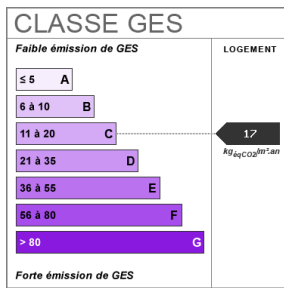 CLASSE GES
Faible émission de GES
LOGEMENT
≤ 5 A
6 à 10 B
11 à 20 C
17
kgéqCO2/m².an
21 à 35 D
36 à 55 E
56 à 80 F
> 80 G
Forte émission de GES